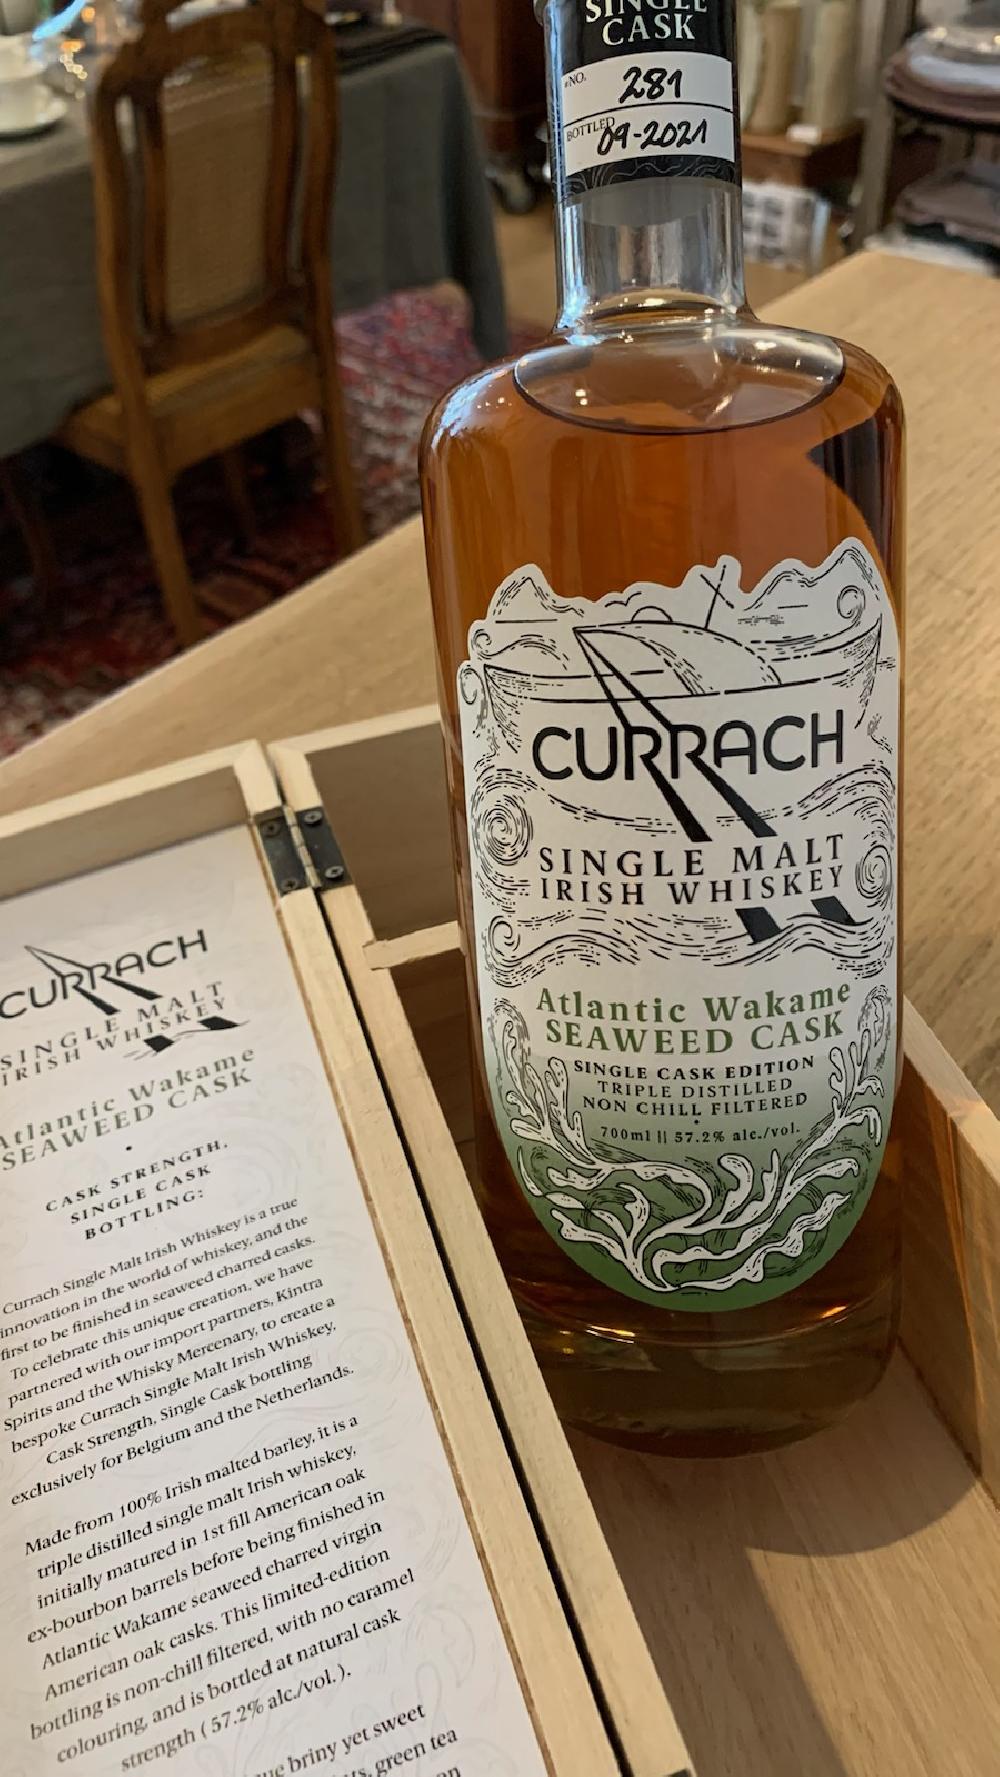 SINGLE
CASK
NO. 281
BOTTLED 09-2021
CURRACH
SINGLE MALT
IRISH WHISKEY
Atlantic Wakame
SEAWEED CASK
SINGLE CASK EDITION
TRIPLE DISTILLED
NON CHILL FILTERED
700ml || 57.2% alc./vol.
CURRACH
SINGLE MALT
IRISH WHISKEY
Atlantic Wakame
SEAWEED CASK
CASK STRENGTH,
SINGLE CASK
BOTTLING:
Currach Single Malt Irish Whiskey is a true
innovation in the world of whiskey, and the
first to be finished in seaweed charred casks.
To celebrate this unique creation, we have
partnered with our import partners, Kintra
Spirits and the Whisky Mercenary, to create a
bespoke Currach Single Malt Irish Whiskey,
Cask Strength, Single Cask bottling
exclusively for Belgium and the Netherlands.
Made from 100% Irish malted barley, it is a
triple distilled single malt Irish whiskey,
initially matured in 1st fill American oak
ex-bourbon barrels before being finished in
Atlantic Wakame seaweed charred virgin
American oak casks. This limited-edition
bottling is non-chill filtered, with no caramel
colouring, and is bottled at natural cask
strength ( 57.2% alc./vol. ).
briny yet sweet
green tea